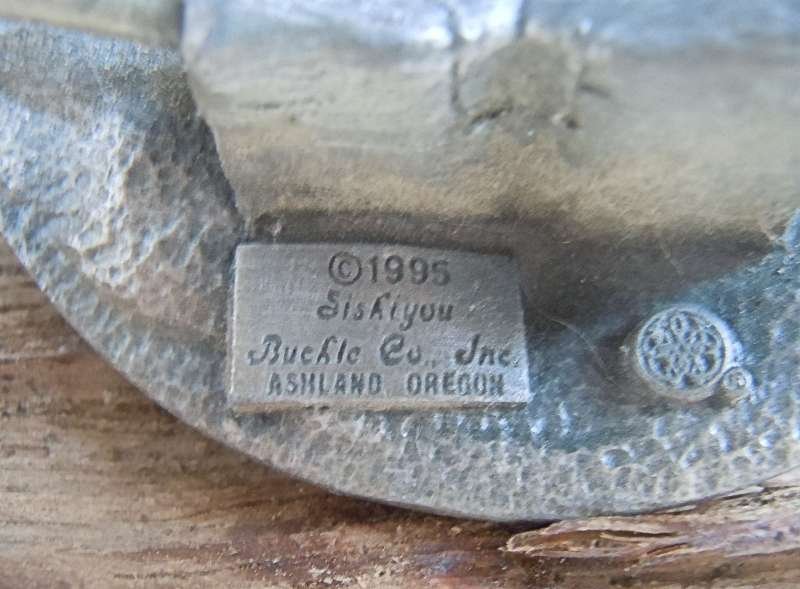 ©1995
Siskiyou
Buckle Co., Inc.
ASHLAND, OREGON
©